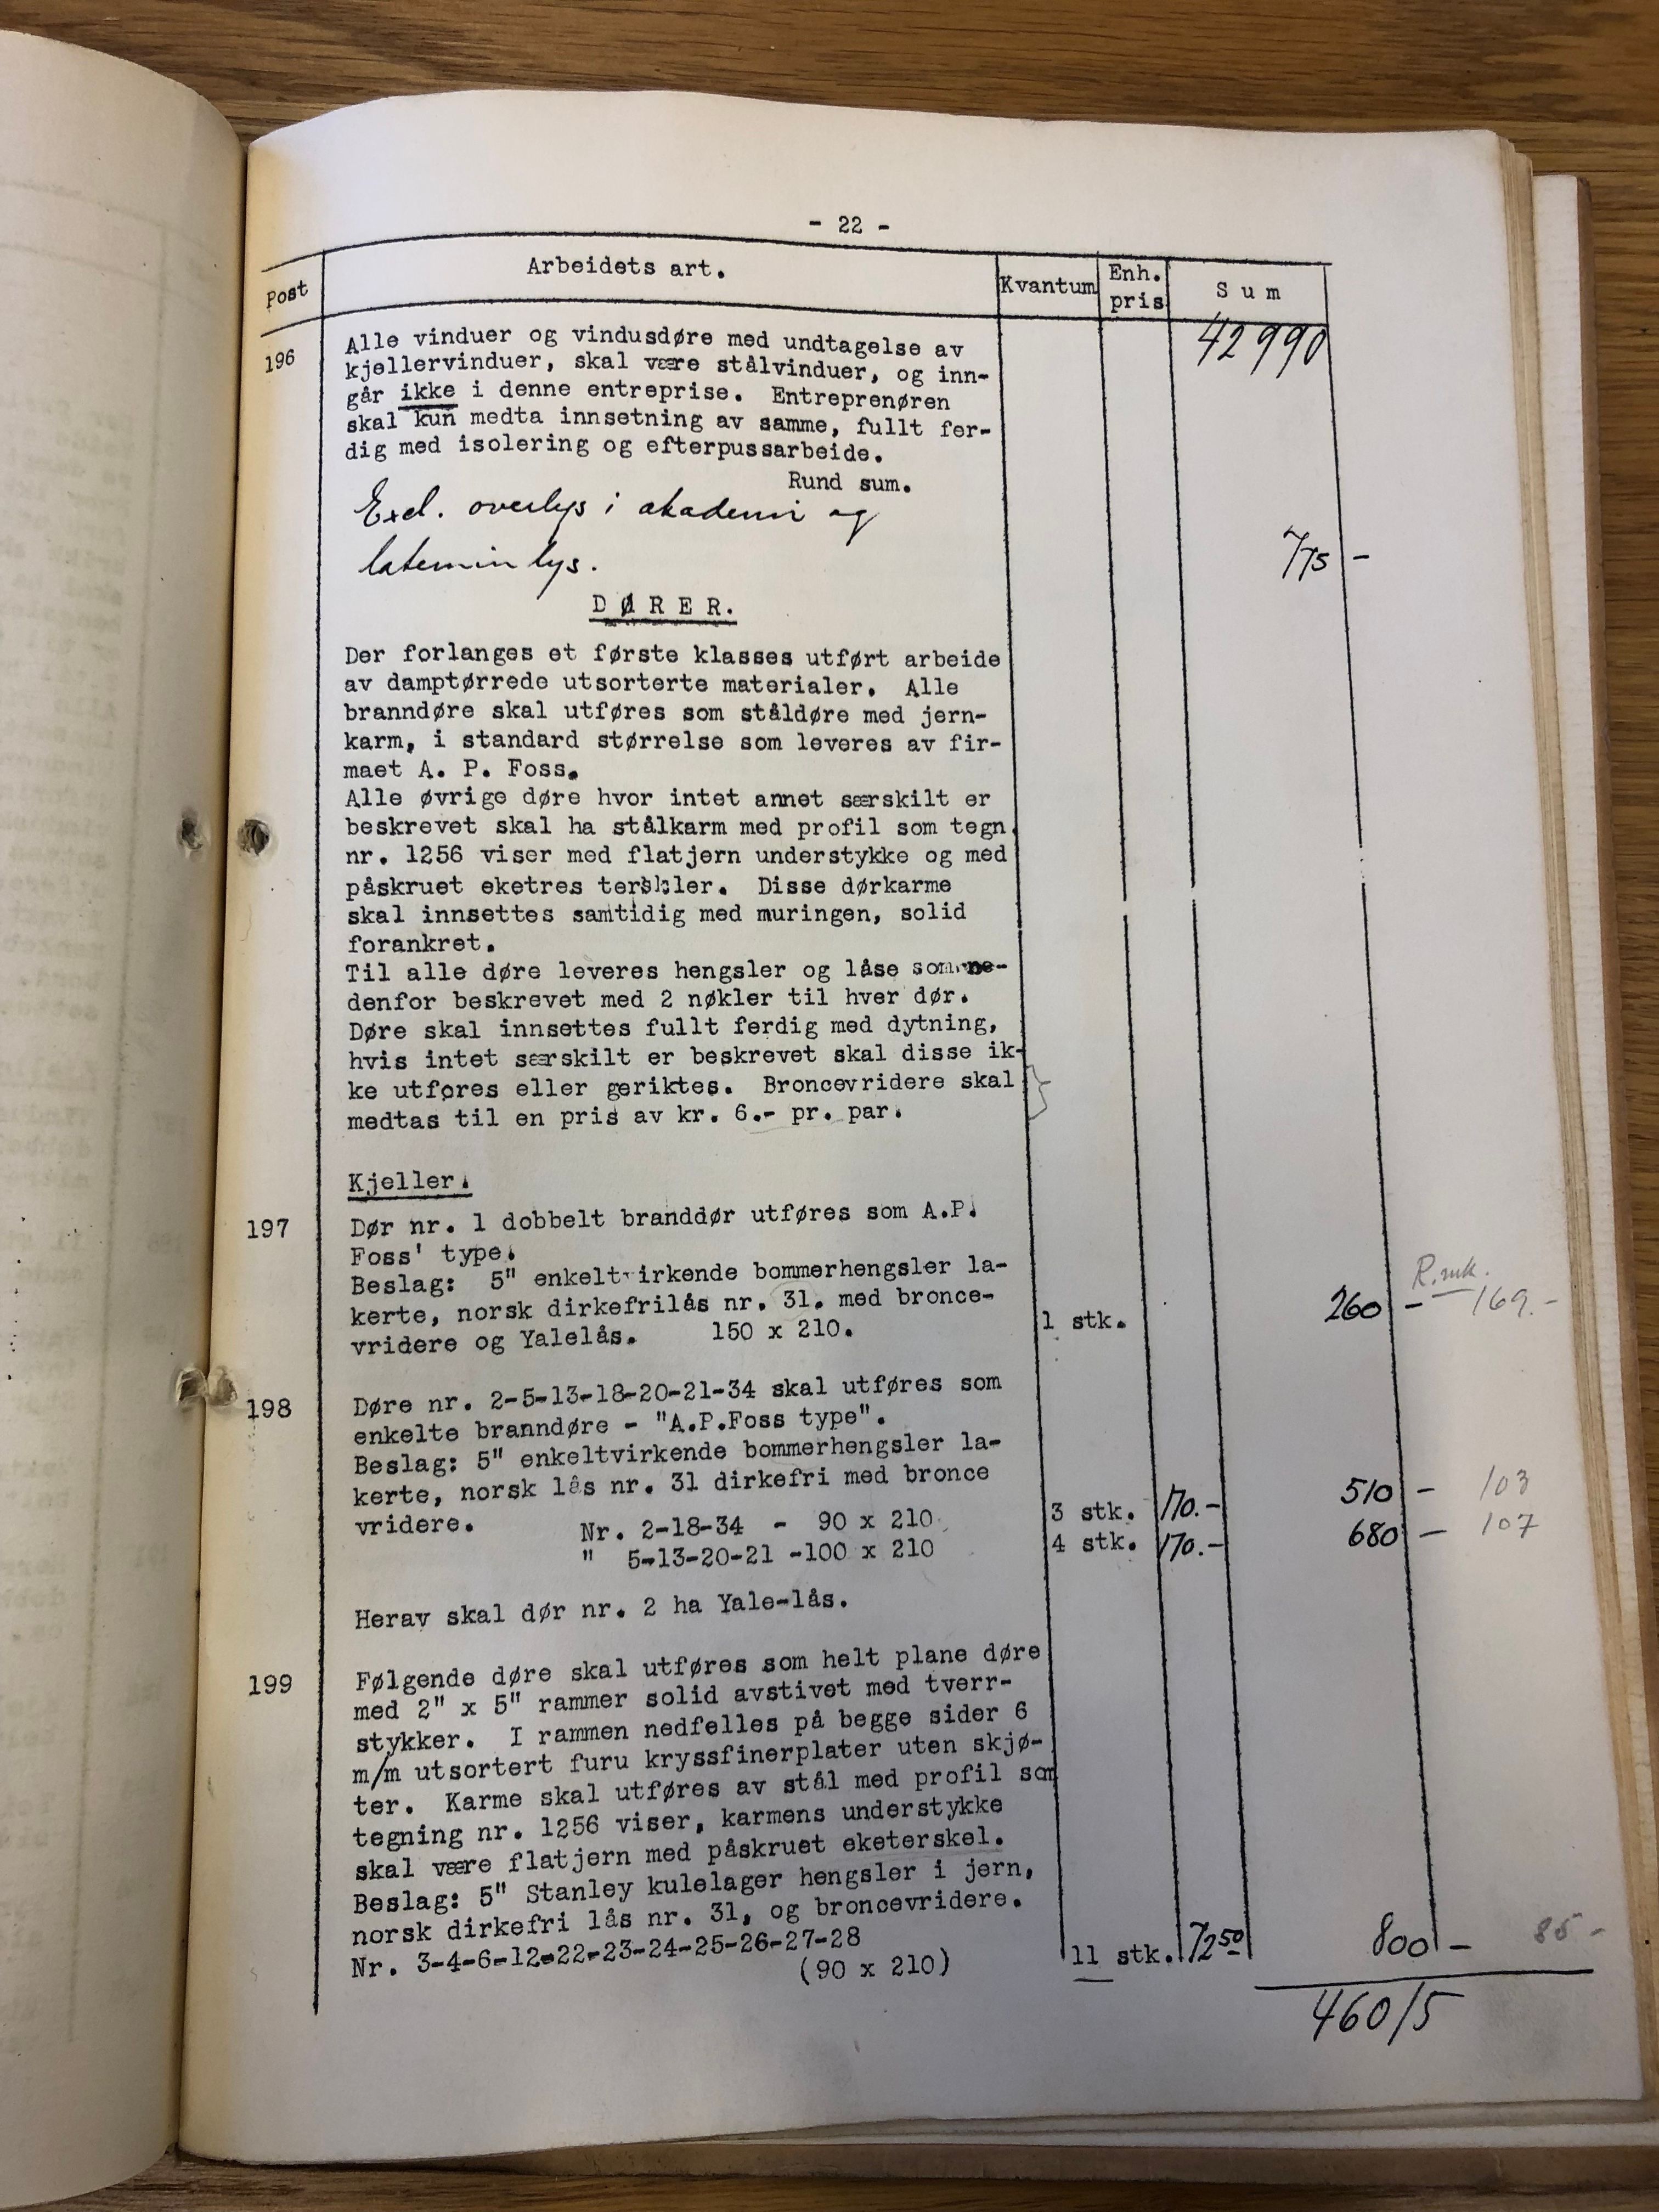 - 22 -
Post
Arbeidets art.
Kvantum
Enh.
pris
Sum
42990
196
Alle vinduer og vindusdøre med undtagelse av
kjellervinduer, skal være stålvinduer, og inn-
går ikke i denne entreprise. Entreprenøren
skal kun medta innsetning av samme, fullt fer-
dig med isolering og efterpussarbeide.
Rund sum.
Excl. overlys i akademi og
lys.
775 -
DØRER.
Der forlanges et første klasses utført arbeide
av damptørrede utsorterte materialer. Alle
branndøre skal utføres som ståldøre med jern-
karm, i standard størrelse som leveres av fir-
maet A. P. Foss.
Alle øvrige døre hvor intet annet særskilt er
beskrevet skal ha stålkarm med profil som tegn.
nr. 1256 viser med flatjern understykke og med
påskruet eketres terskler. Disse dørkarme
skal innsettes samtidig med muringen, solid
forankret.
Til alle døre leveres hengsler og låse som ne-
denfor beskrevet med 2 nøkler til hver dør.
Døre skal innsettes fullt ferdig med dytning,
hvis intet særskilt er beskrevet skal disse ik-
ke utføres eller geriktes. Broncevridere skal
medtas til en pris av kr. 6.- pr. par.
Kjeller.
197
Dør nr. 1 dobbelt branddør utføres som A.P.
Foss' type.
Beslag: 5" enkeltvirkende bommerhengsler la-
kerte, norsk dirkefrilås nr. 31. med bronce-
vridere og Yalelås. 150 x 210.
1 stk.
260 -
R.mk.
169.-
198
Døre nr. 2-5-13-18-20-21-34 skal utføres som
enkelte branndøre - "A.P.Foss type".
Beslag: 5" enkeltvirkende bommerhengsler la-
kerte, norsk lås nr. 31 dirkefri med bronce
vridere. Nr. 2-18-34 - 90 x 210
3 stk. 170.- 510 - 103
" 5-13-20-21 -100 x 210
4 stk. 170.- 680 - 107
Herav skal dør nr. 2 ha Yale-lås.
199
Følgende døre skal utføres som helt plane døre
med 2" x 5" rammer solid avstivet med tverr-
stykker. I rammen nedfelles på begge sider 6
m/m utsortert furu kryssfinerplater uten skjø-
ter. Karme skal utføres av stål med profil som
tegning nr. 1256 viser, karmens understykke
skal være flatjern med påskruet eketerskel.
Beslag: 5" Stanley kulelager hengsler i jern,
norsk dirkefri lås nr. 31, og broncevridere.
Nr. 3-4-6-12-22-23-24-25-26-27-28
(90 x 210)
11 stk. 72 50 800 - 85 -
46015